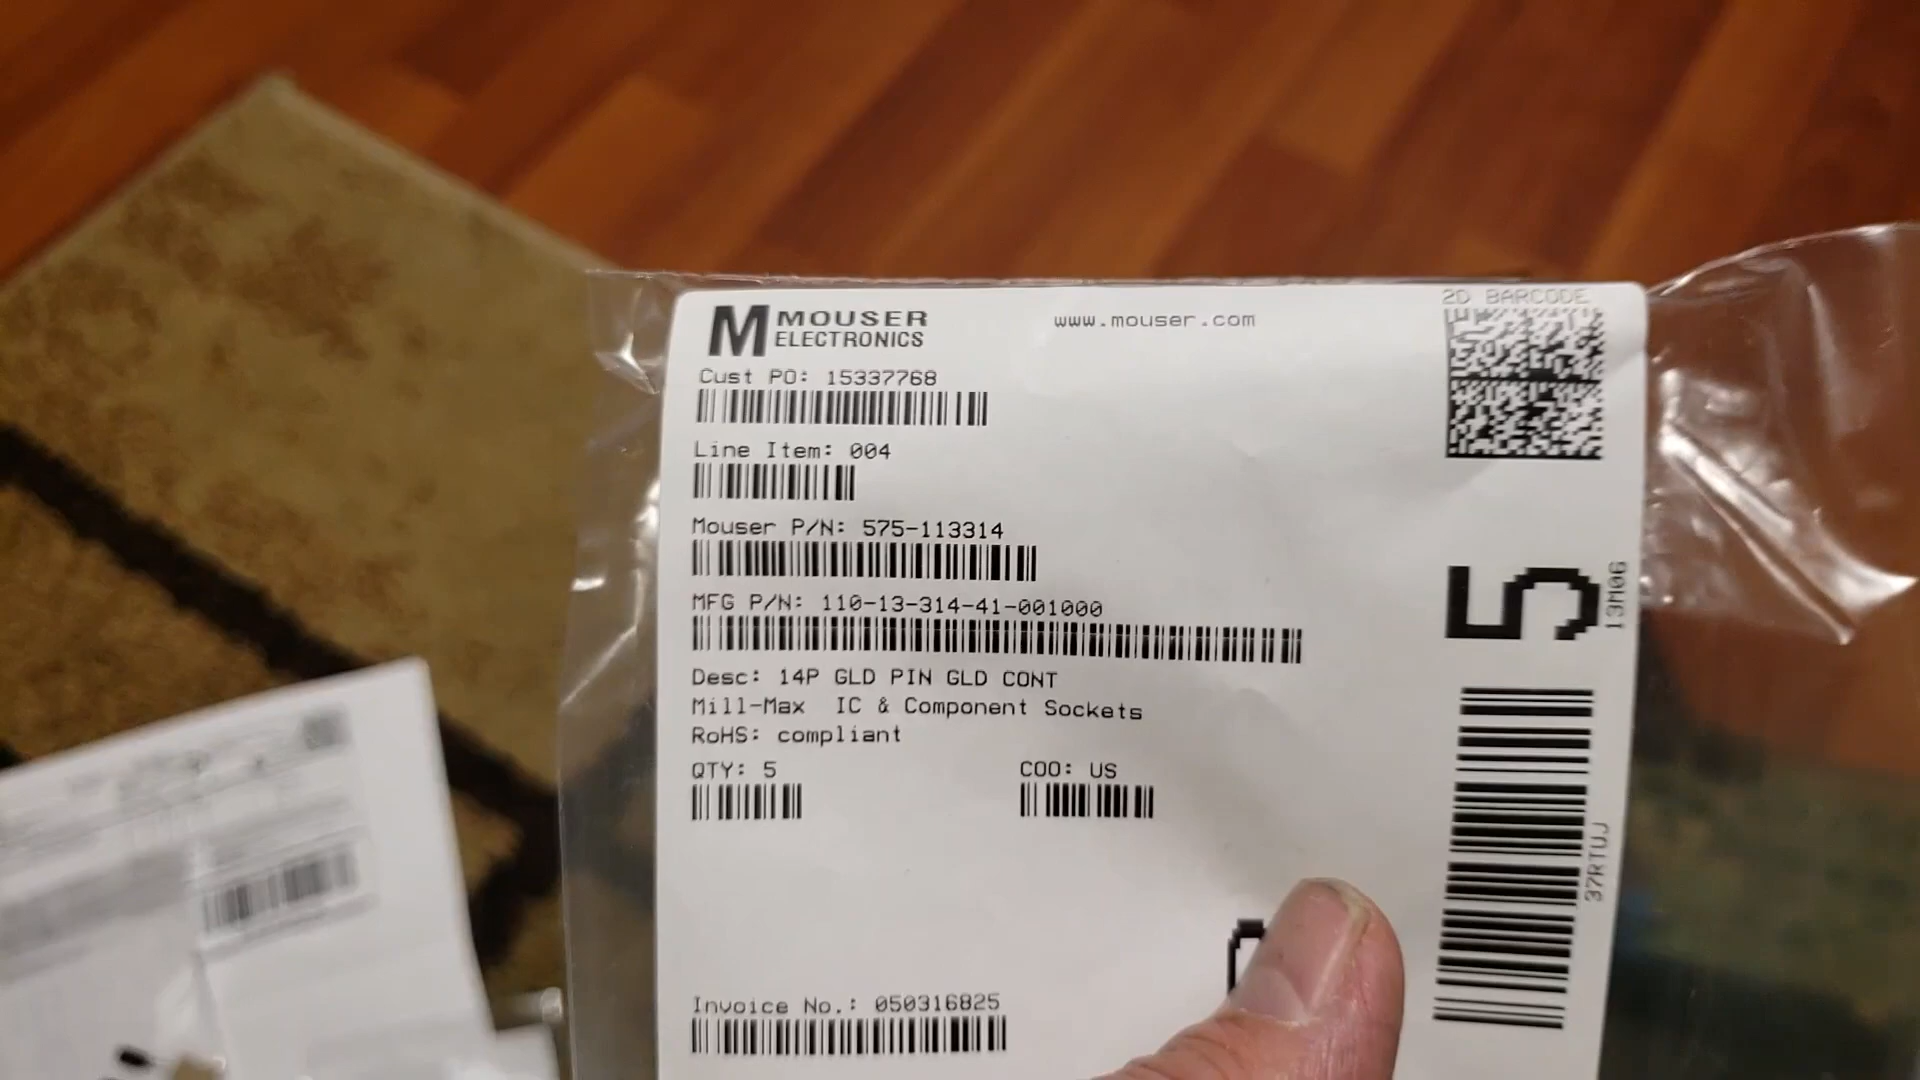 MOUSER
ELECTRONICS
www.mouser.com
2D BARCODE
Cust PO: 15337768
Line Item: 004
Mouser P/N: 575-113314
MFG P/N: 110-13-314-41-001000
Desc: 14P GLD PIN GLD CONT
Mill-Max IC & Component Sockets
RoHS: compliant
QTY: 5
COO: US
Invoice No.: 050316825
5
13M06
37RTUJ